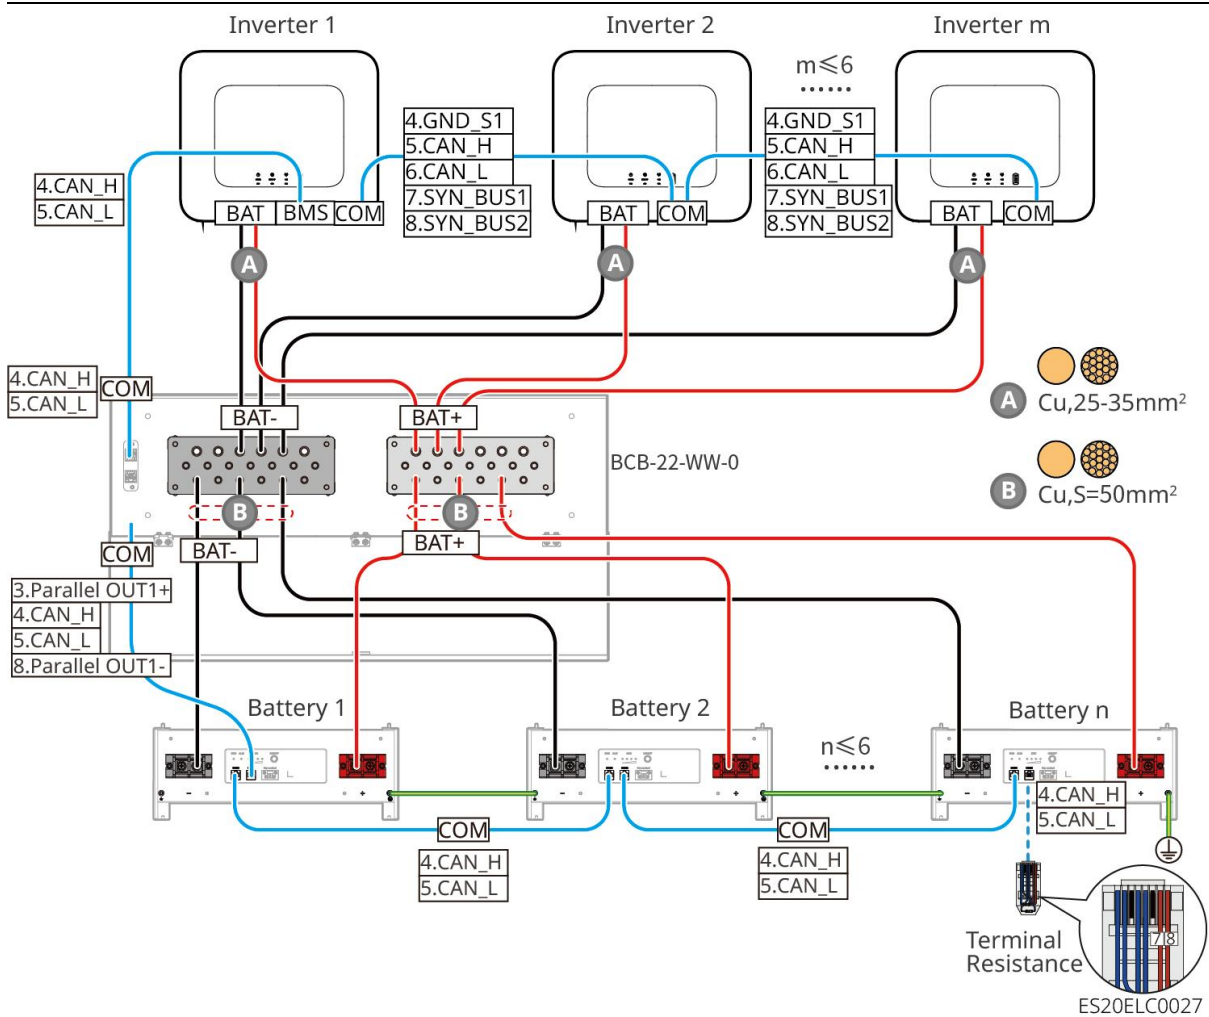 Inverter 1
Inverter 2
Inverter m
m≤6
......
4.GND_S1
5.CAN_H
6.CAN_L
7.SYN_BUS1
8.SYN_BUS2
4.GND_S1
5.CAN_H
6.CAN_L
7.SYN_BUS1
8.SYN_BUS2
4.CAN_H
5.CAN_L
BAT
BMS
COM
BAT
COM
BAT
COM
A
A
A
4.CAN_H
5.CAN_L
COM
BAT-
BAT+
A
Cu,25-35mm²
BCB-22-WW-0
B
Cu,S=50mm²
B
B
COM
BAT-
BAT+
3.Parallel OUT1+
4.CAN_H
5.CAN_L
8.Parallel OUT1-
Battery 1
Battery 2
Battery n
n≤6
......
-
+
-
+
-
+
4.CAN_H
5.CAN_L
COM
4.CAN_H
5.CAN_L
COM
4.CAN_H
5.CAN_L
Terminal
Resistance
7 8
ES20ELC0027